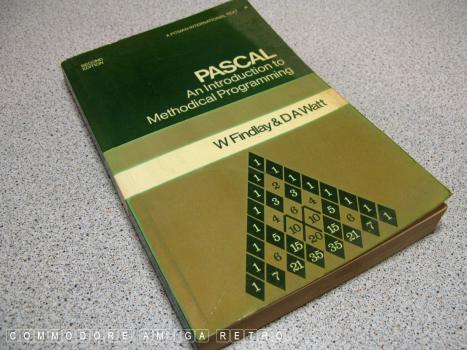 A PITMAN INTERNATIONAL TEXT
SECOND
EDITION
PASCAL
An Introduction to
Methodical Programming
W Findlay & D A Watt
1
1 1
1 2 1
1 3 3 1
1 4 6 4 1
1 5 10 10 5 1
1 6 15 20 15 6 1
1 7 21 35 35 21 7 1
COMMODORE AMIGA RETRO